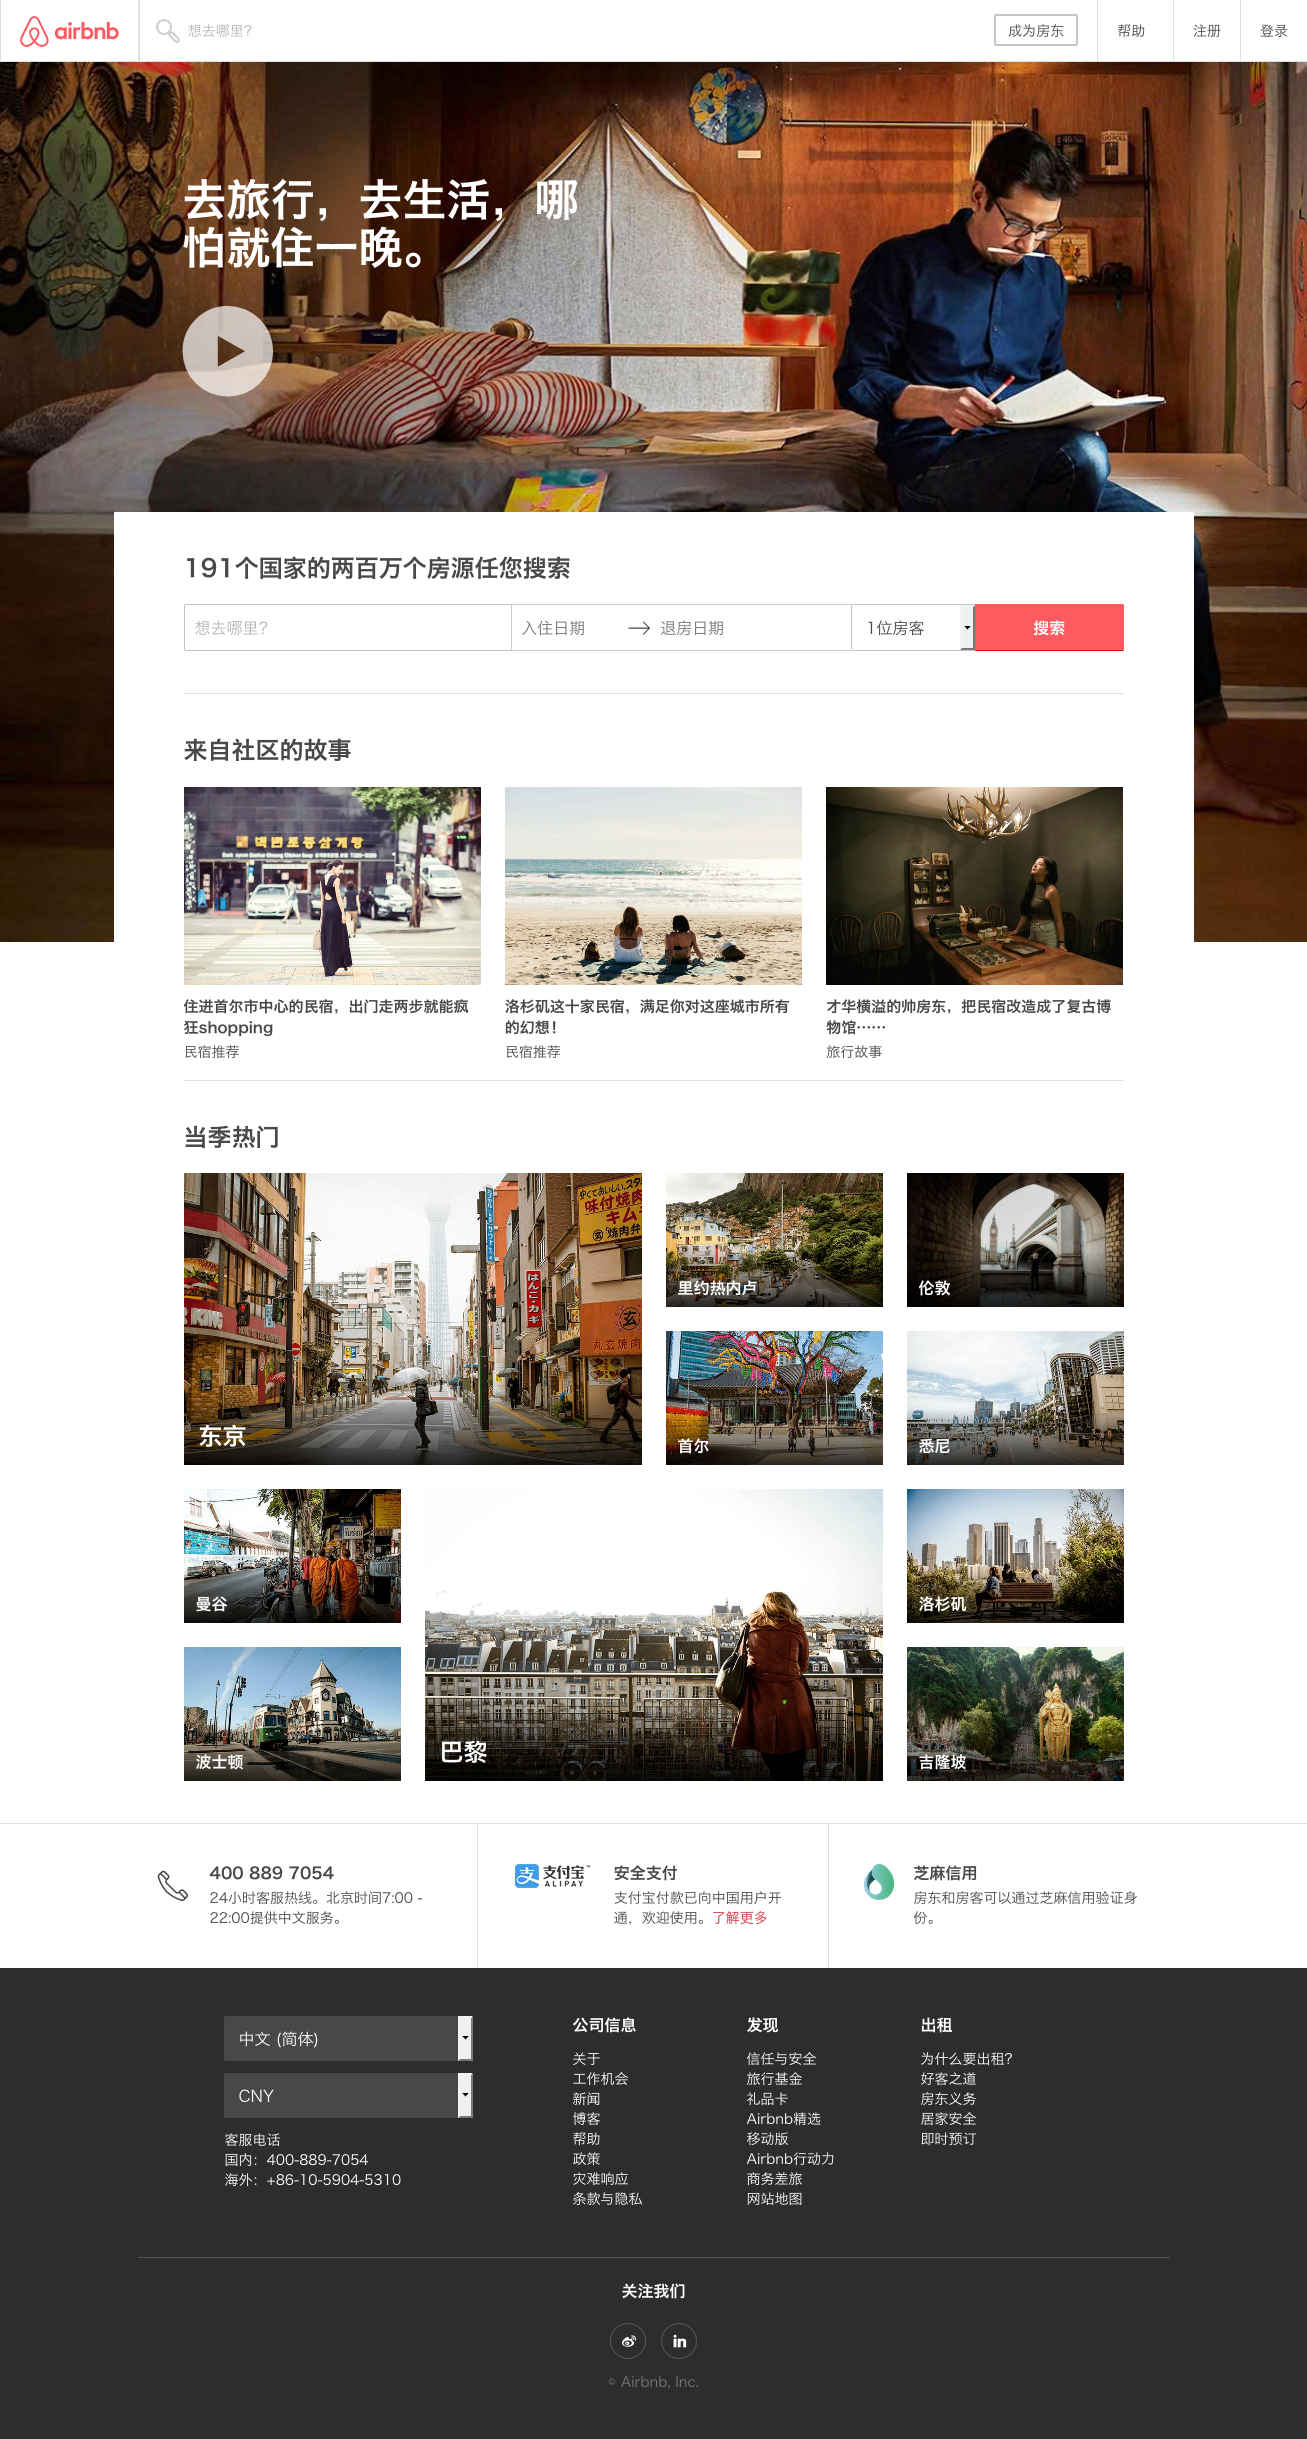 airbnb
想去哪里?
成为房东
帮助
注册
登录
去旅行，去生活，哪
怕就住一晚。
191个国家的两百万个房源任您搜索
想去哪里?
入住日期
退房日期
1位房客
搜索
来自社区的故事
住进首尔市中心的民宿，出门走两步就能疯
狂shopping
民宿推荐
洛杉矶这十家民宿，满足你对这座城市所有
的幻想！
民宿推荐
才华横溢的帅房东，把民宿改造成了复古博
物馆……
旅行故事
当季热门
味付焼肉
はんこ・カギ
東京
里约热内卢
伦敦
首尔
悉尼
曼谷
巴黎
洛杉矶
波士顿
吉隆坡
400 889 7054
24小时客服热线。北京时间7:00 -
22:00提供中文服务。
支付宝
ALIPAY
安全支付
支付宝付款已向中国用户开
通，欢迎使用。了解更多
芝麻信用
房东和房客可以通过芝麻信用验证身
份。
中文 (简体)
CNY
客服电话
国内：400-889-7054
海外：+86-10-5904-5310
公司信息
关于
工作机会
新闻
博客
帮助
政策
灾难响应
条款与隐私
发现
信任与安全
旅行基金
礼品卡
Airbnb精选
移动版
Airbnb行动力
商务差旅
网站地图
出租
为什么要出租?
好客之道
房东义务
居家安全
即时预订
关注我们
© Airbnb, Inc.